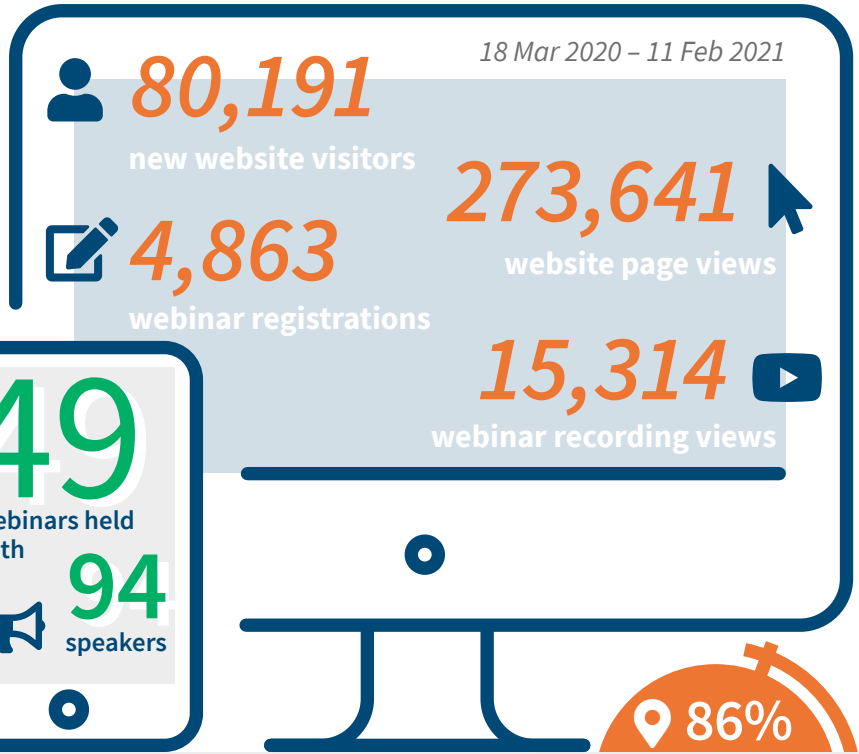 18 Mar 2020 – 11 Feb 2021
80,191
new website visitors
273,641
website page views
4,863
webinar registrations
15,314
webinar recording views
49
ebinars held
th
94
speakers
86%